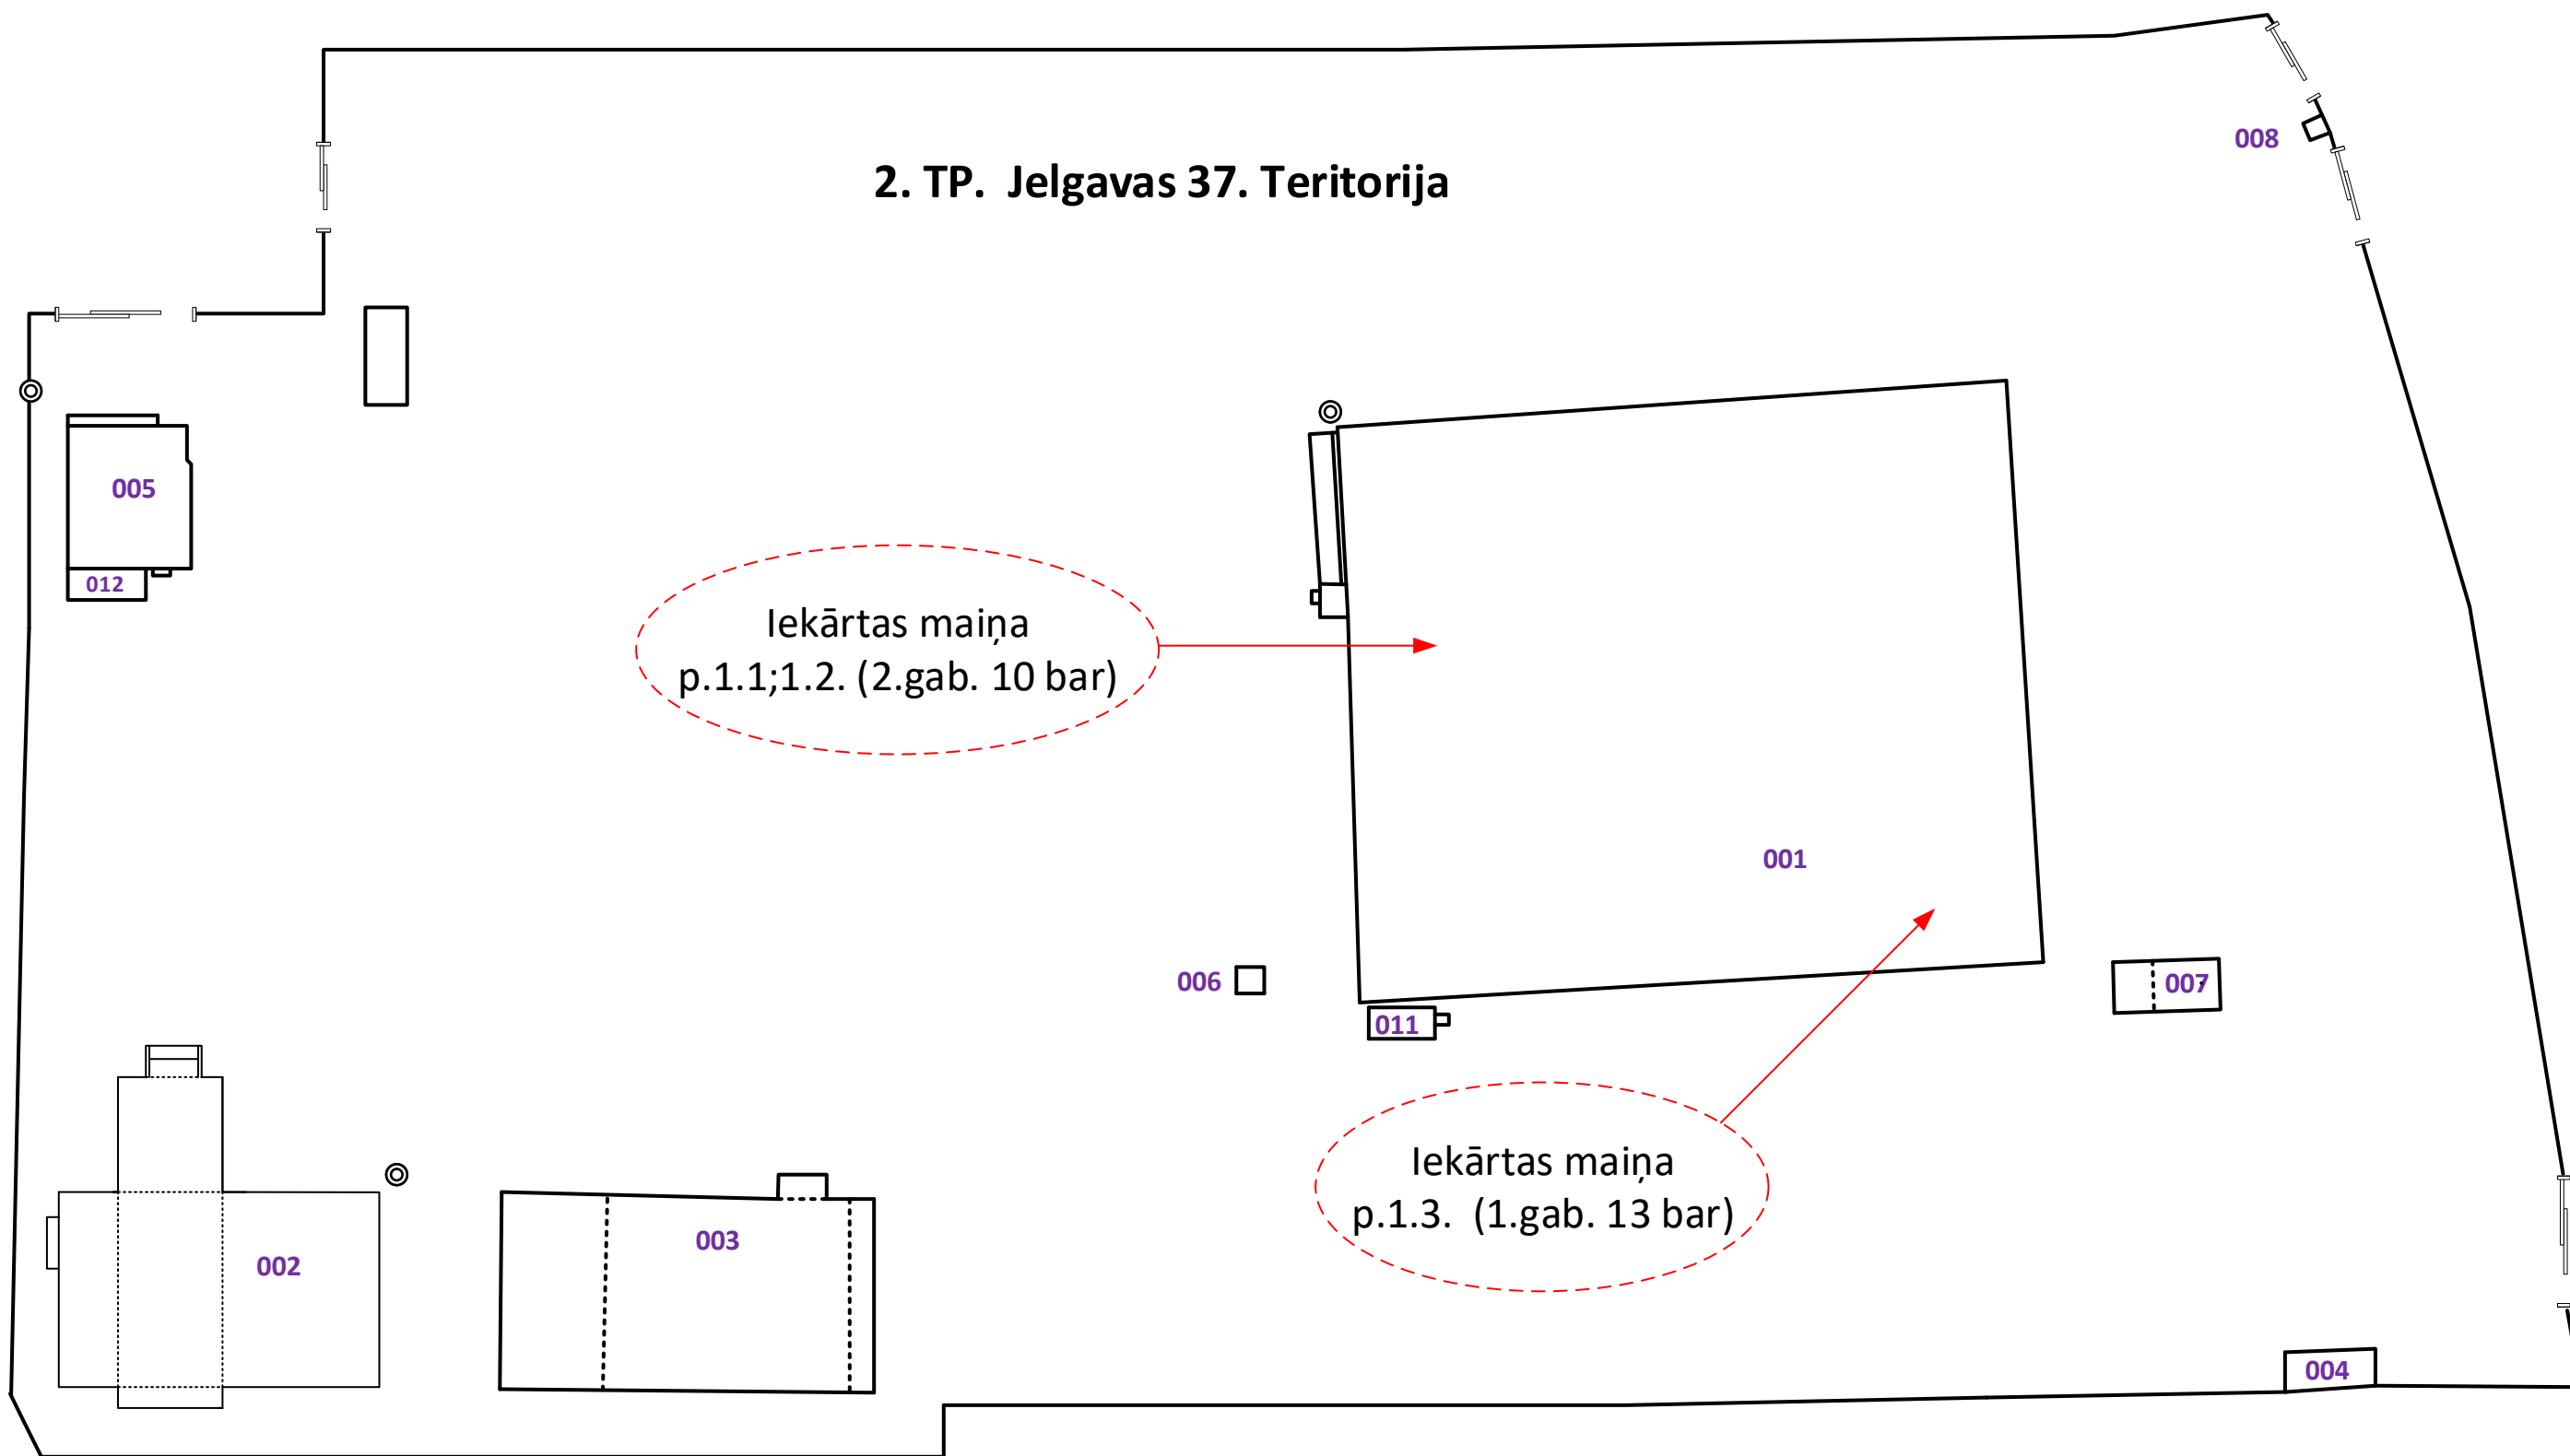 008
2. TP.  Jelgavas 37. Teritorija
005
012
Iekārtas maiņa
p.1.1;1.2. (2.gab. 10 bar)
001
006
007
011
Iekārtas maiņa
p.1.3.  (1.gab. 13 bar)
003
002
004